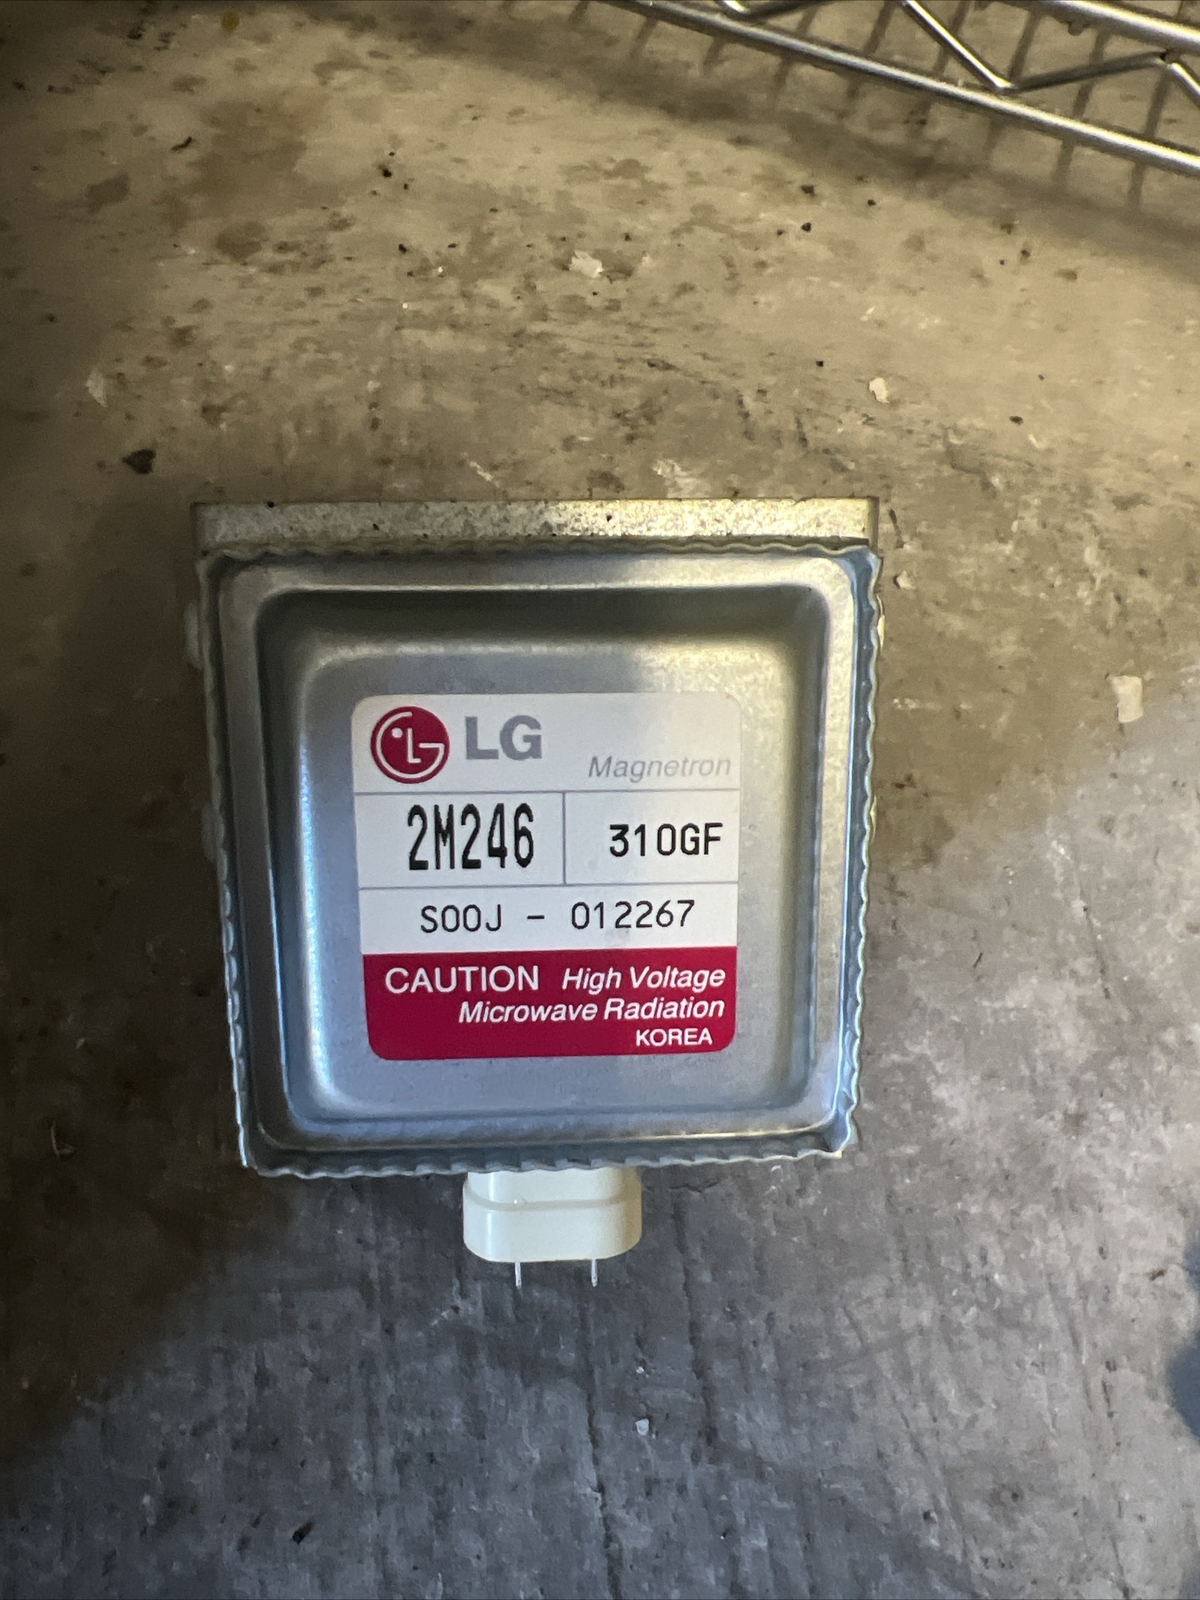 LG
Magnetron
2M246 310GF
S00J - 012267
CAUTION High Voltage
Microwave Radiation
KOREA